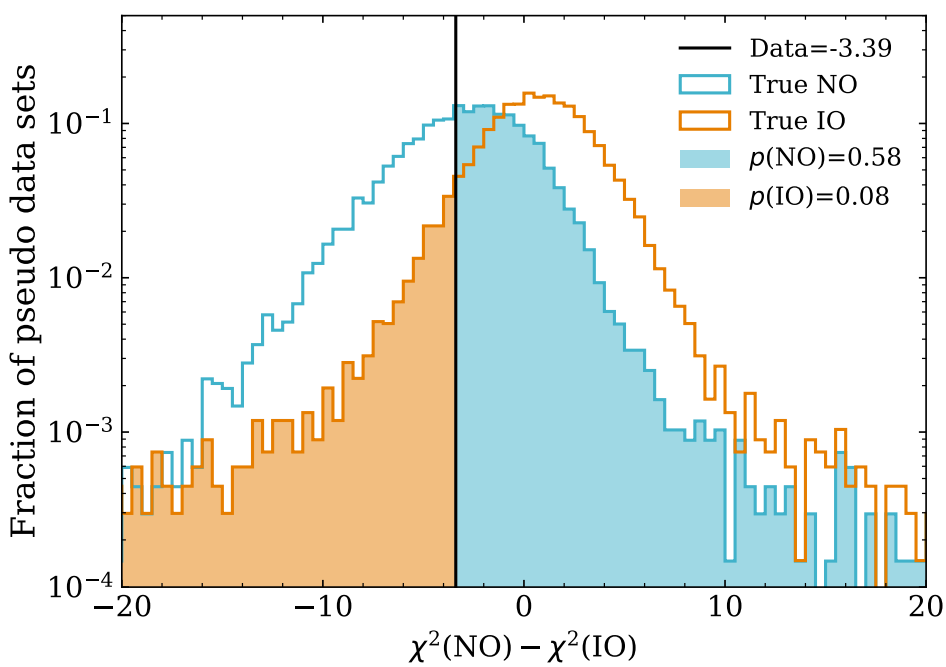 Fraction of pseudo data sets
10⁻¹
10⁻²
10⁻³
10⁻⁴
Data=-3.39
True NO
True IO
p(NO)=0.58
p(IO)=0.08
−20
−10
0
10
20
χ²(NO) − χ²(IO)